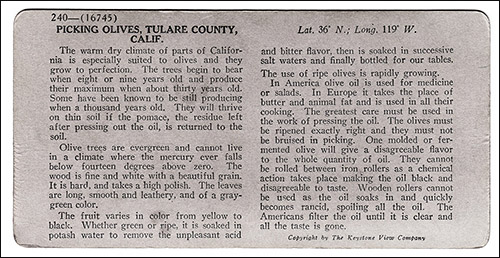 240—(16745)
PICKING OLIVES, TULARE COUNTY,
CALIF.
Lat. 36° N.; Long. 119° W.
The warm dry climate of parts of Califor-
nia is especially suited to olives and they
grow to perfection. The trees begin to bear
when eight or nine years old and produce
their maximum when about thirty years old.
Some have been known to be still producing
when a thousand years old. They will thrive
on thin soil if the pomace, the residue left
after pressing out the oil, is returned to the
soil.
Olive trees are evergreen and cannot live
in a climate where the mercury ever falls
below fourteen degrees above zero. The
wood is fine and white with a beautiful grain.
It is hard, and takes a high polish. The leaves
are long, smooth and leathery, and of a gray-
green color.
The fruit varies in color from yellow to
black. Whether green or ripe, it is soaked in
potash water to remove the unpleasant acid
and bitter flavor, then is soaked in successive
salt waters and finally bottled for our tables.
The use of ripe olives is rapidly growing.
In America olive oil is used for medicine
or salads. In Europe it takes the place of
butter and animal fat and is used in all their
cooking. The greatest care must be used in
the work of pressing the oil. The olives must
be ripened exactly right and they must not
be bruised in picking. One molded or fer-
mented olive will give a disagreeable flavor
to the whole quantity of oil. They cannot
be rolled between iron rollers as a chemical
action takes place making the oil black and
disagreeable to taste. Wooden rollers cannot
be used as the oil soaks in and quickly
becomes rancid, spoiling all the oil. The
Americans filter the oil until it is clear and
all the taste is gone.
Copyright by The Keystone View Company